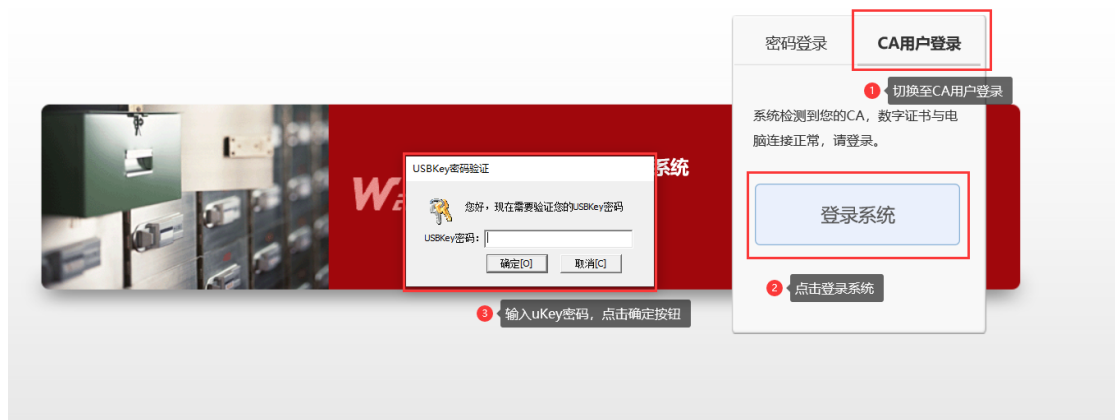 密码登录
CA用户登录
1 切换至CA用户登录
系统检测到您的CA，数字证书与电
脑连接正常，请登录。
系统
USBKey密码验证
您好，现在需要验证您的USBKey密码
USBKey密码：
确定[O]
取消[C]
登录系统
2 点击登录系统
3 输入uKey密码，点击确定按钮